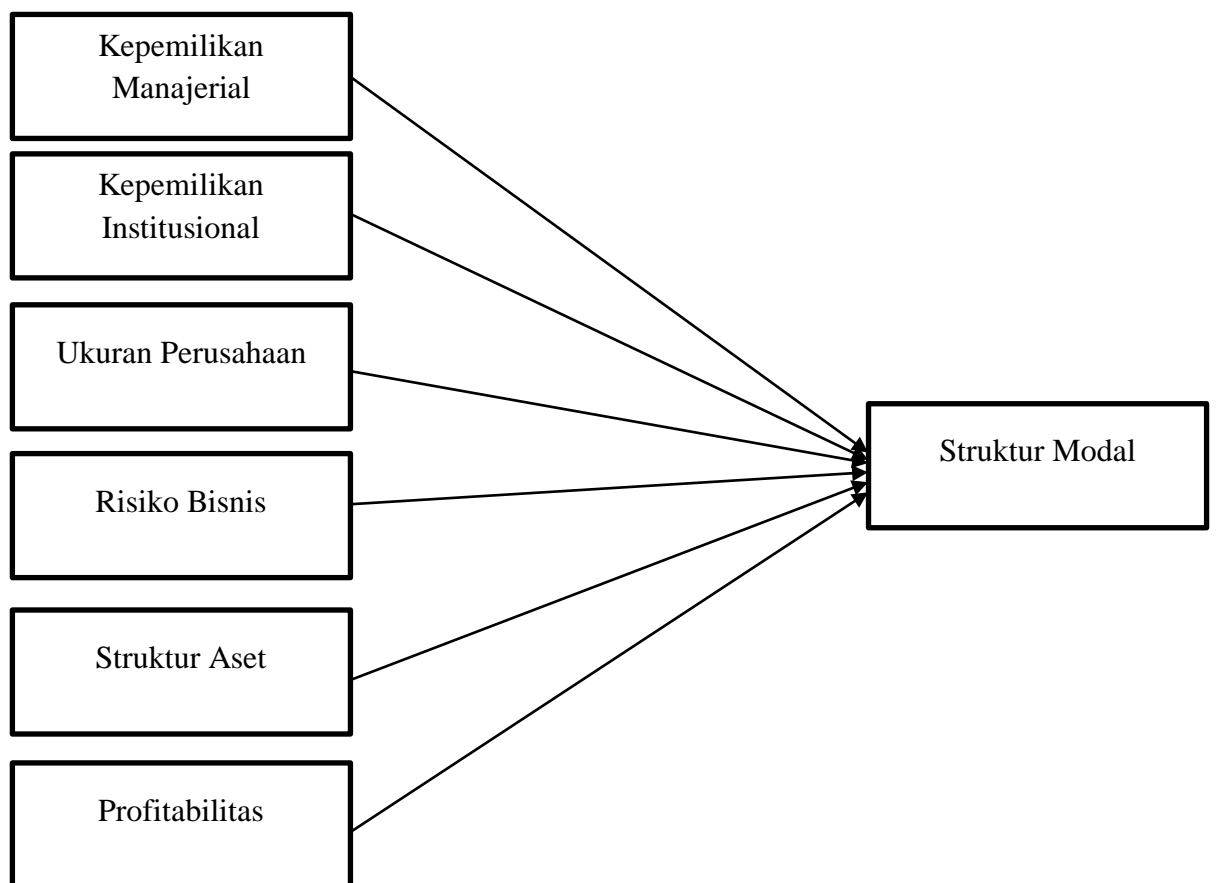 Kepemilikan
Manajerial
Kepemilikan
Institusional
Ukuran Perusahaan
Risiko Bisnis
Struktur Aset
Profitabilitas
Struktur Modal